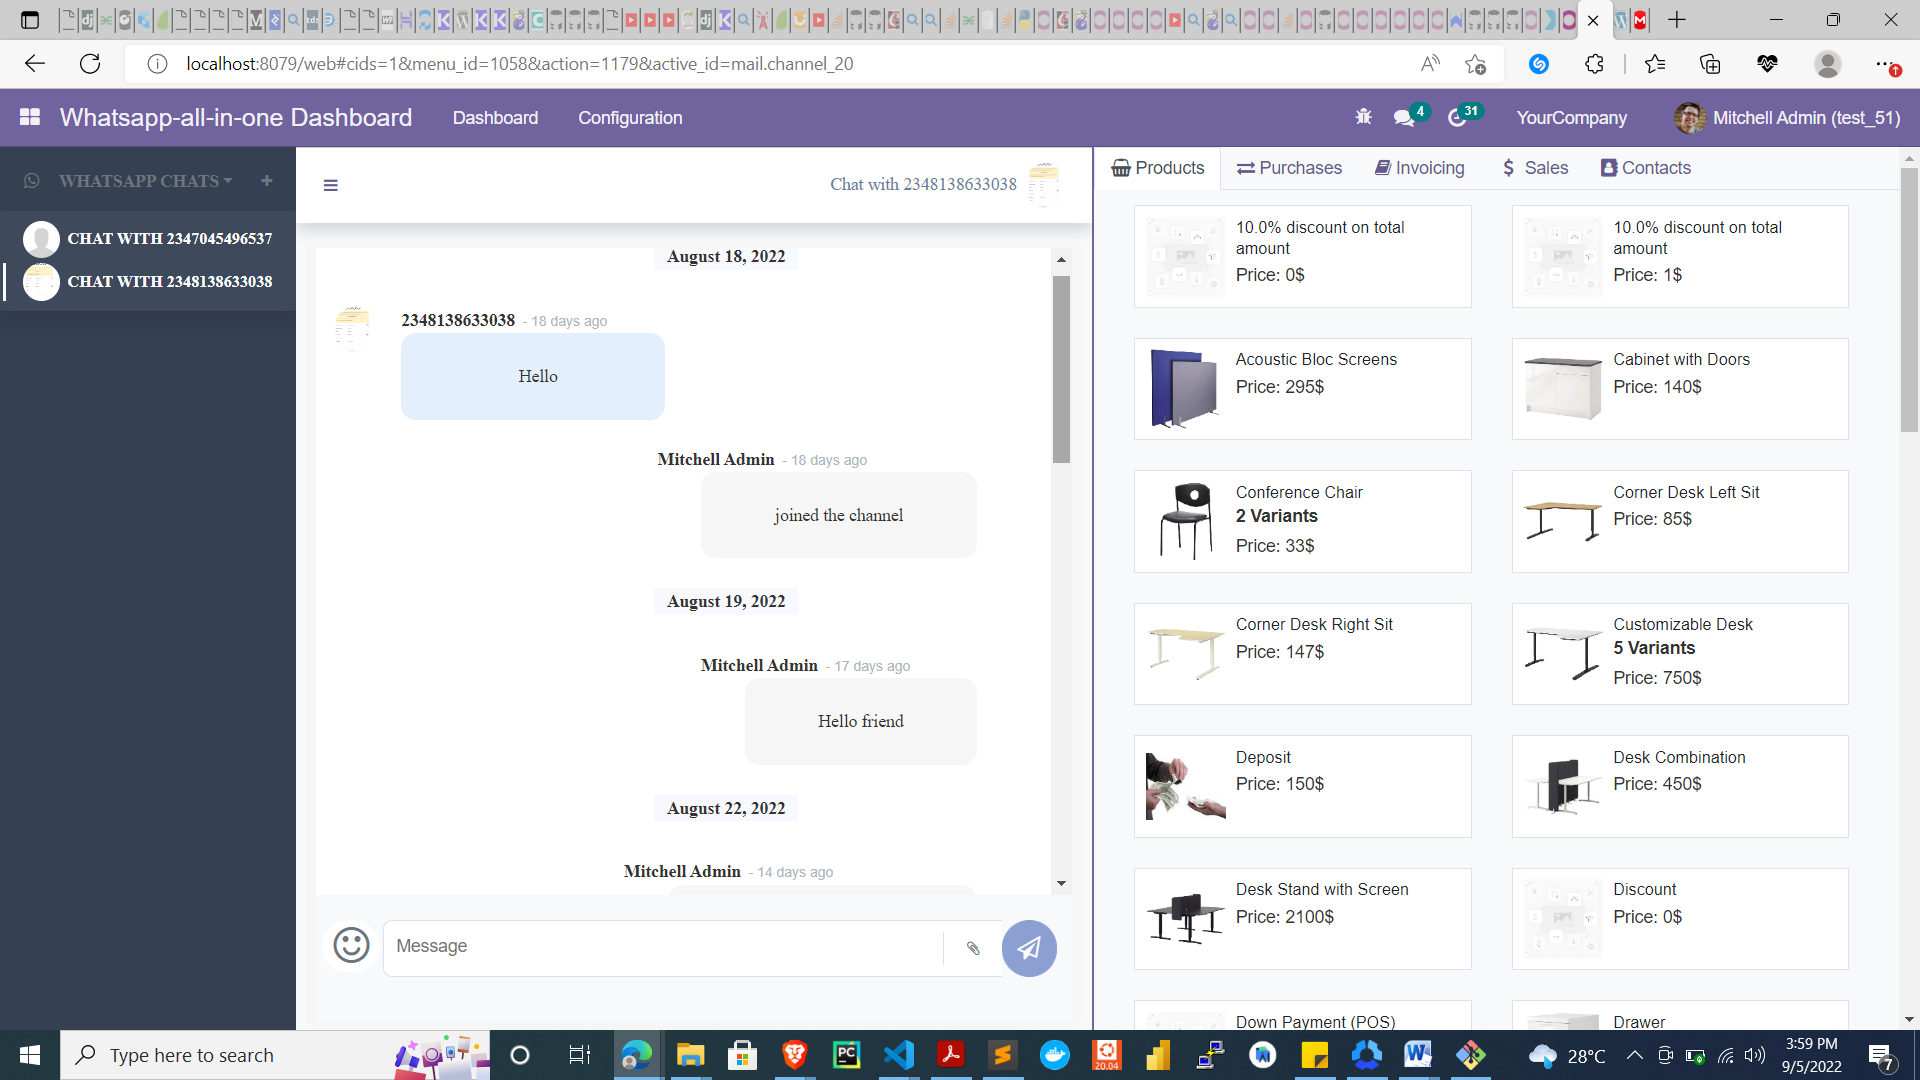 localhost:8079/web#cids=1&menu_id=1058&action=1179&active_id=mail.channel_20
Whatsapp-all-in-one Dashboard
Dashboard
Configuration
4
31
YourCompany
Mitchell Admin (test_51)
WHATSAPP CHATS
CHAT WITH 2347045496537
CHAT WITH 2348138633038
Chat with 2348138633038
August 18, 2022
2348138633038 - 18 days ago
Hello
Mitchell Admin - 18 days ago
joined the channel
August 19, 2022
Mitchell Admin - 17 days ago
Hello friend
August 22, 2022
Mitchell Admin - 14 days ago
Message
Products
Purchases
Invoicing
Sales
Contacts
10.0% discount on total
amount
Price: 0$
10.0% discount on total
amount
Price: 1$
Acoustic Bloc Screens
Price: 295$
Cabinet with Doors
Price: 140$
Conference Chair
2 Variants
Price: 33$
Corner Desk Left Sit
Price: 85$
Corner Desk Right Sit
Price: 147$
Customizable Desk
5 Variants
Price: 750$
Deposit
Price: 150$
Desk Combination
Price: 450$
Desk Stand with Screen
Price: 2100$
Discount
Price: 0$
Down Payment (POS)
Drawer
Type here to search
PC
20.04
28°C
3:59 PM
9/5/2022
7